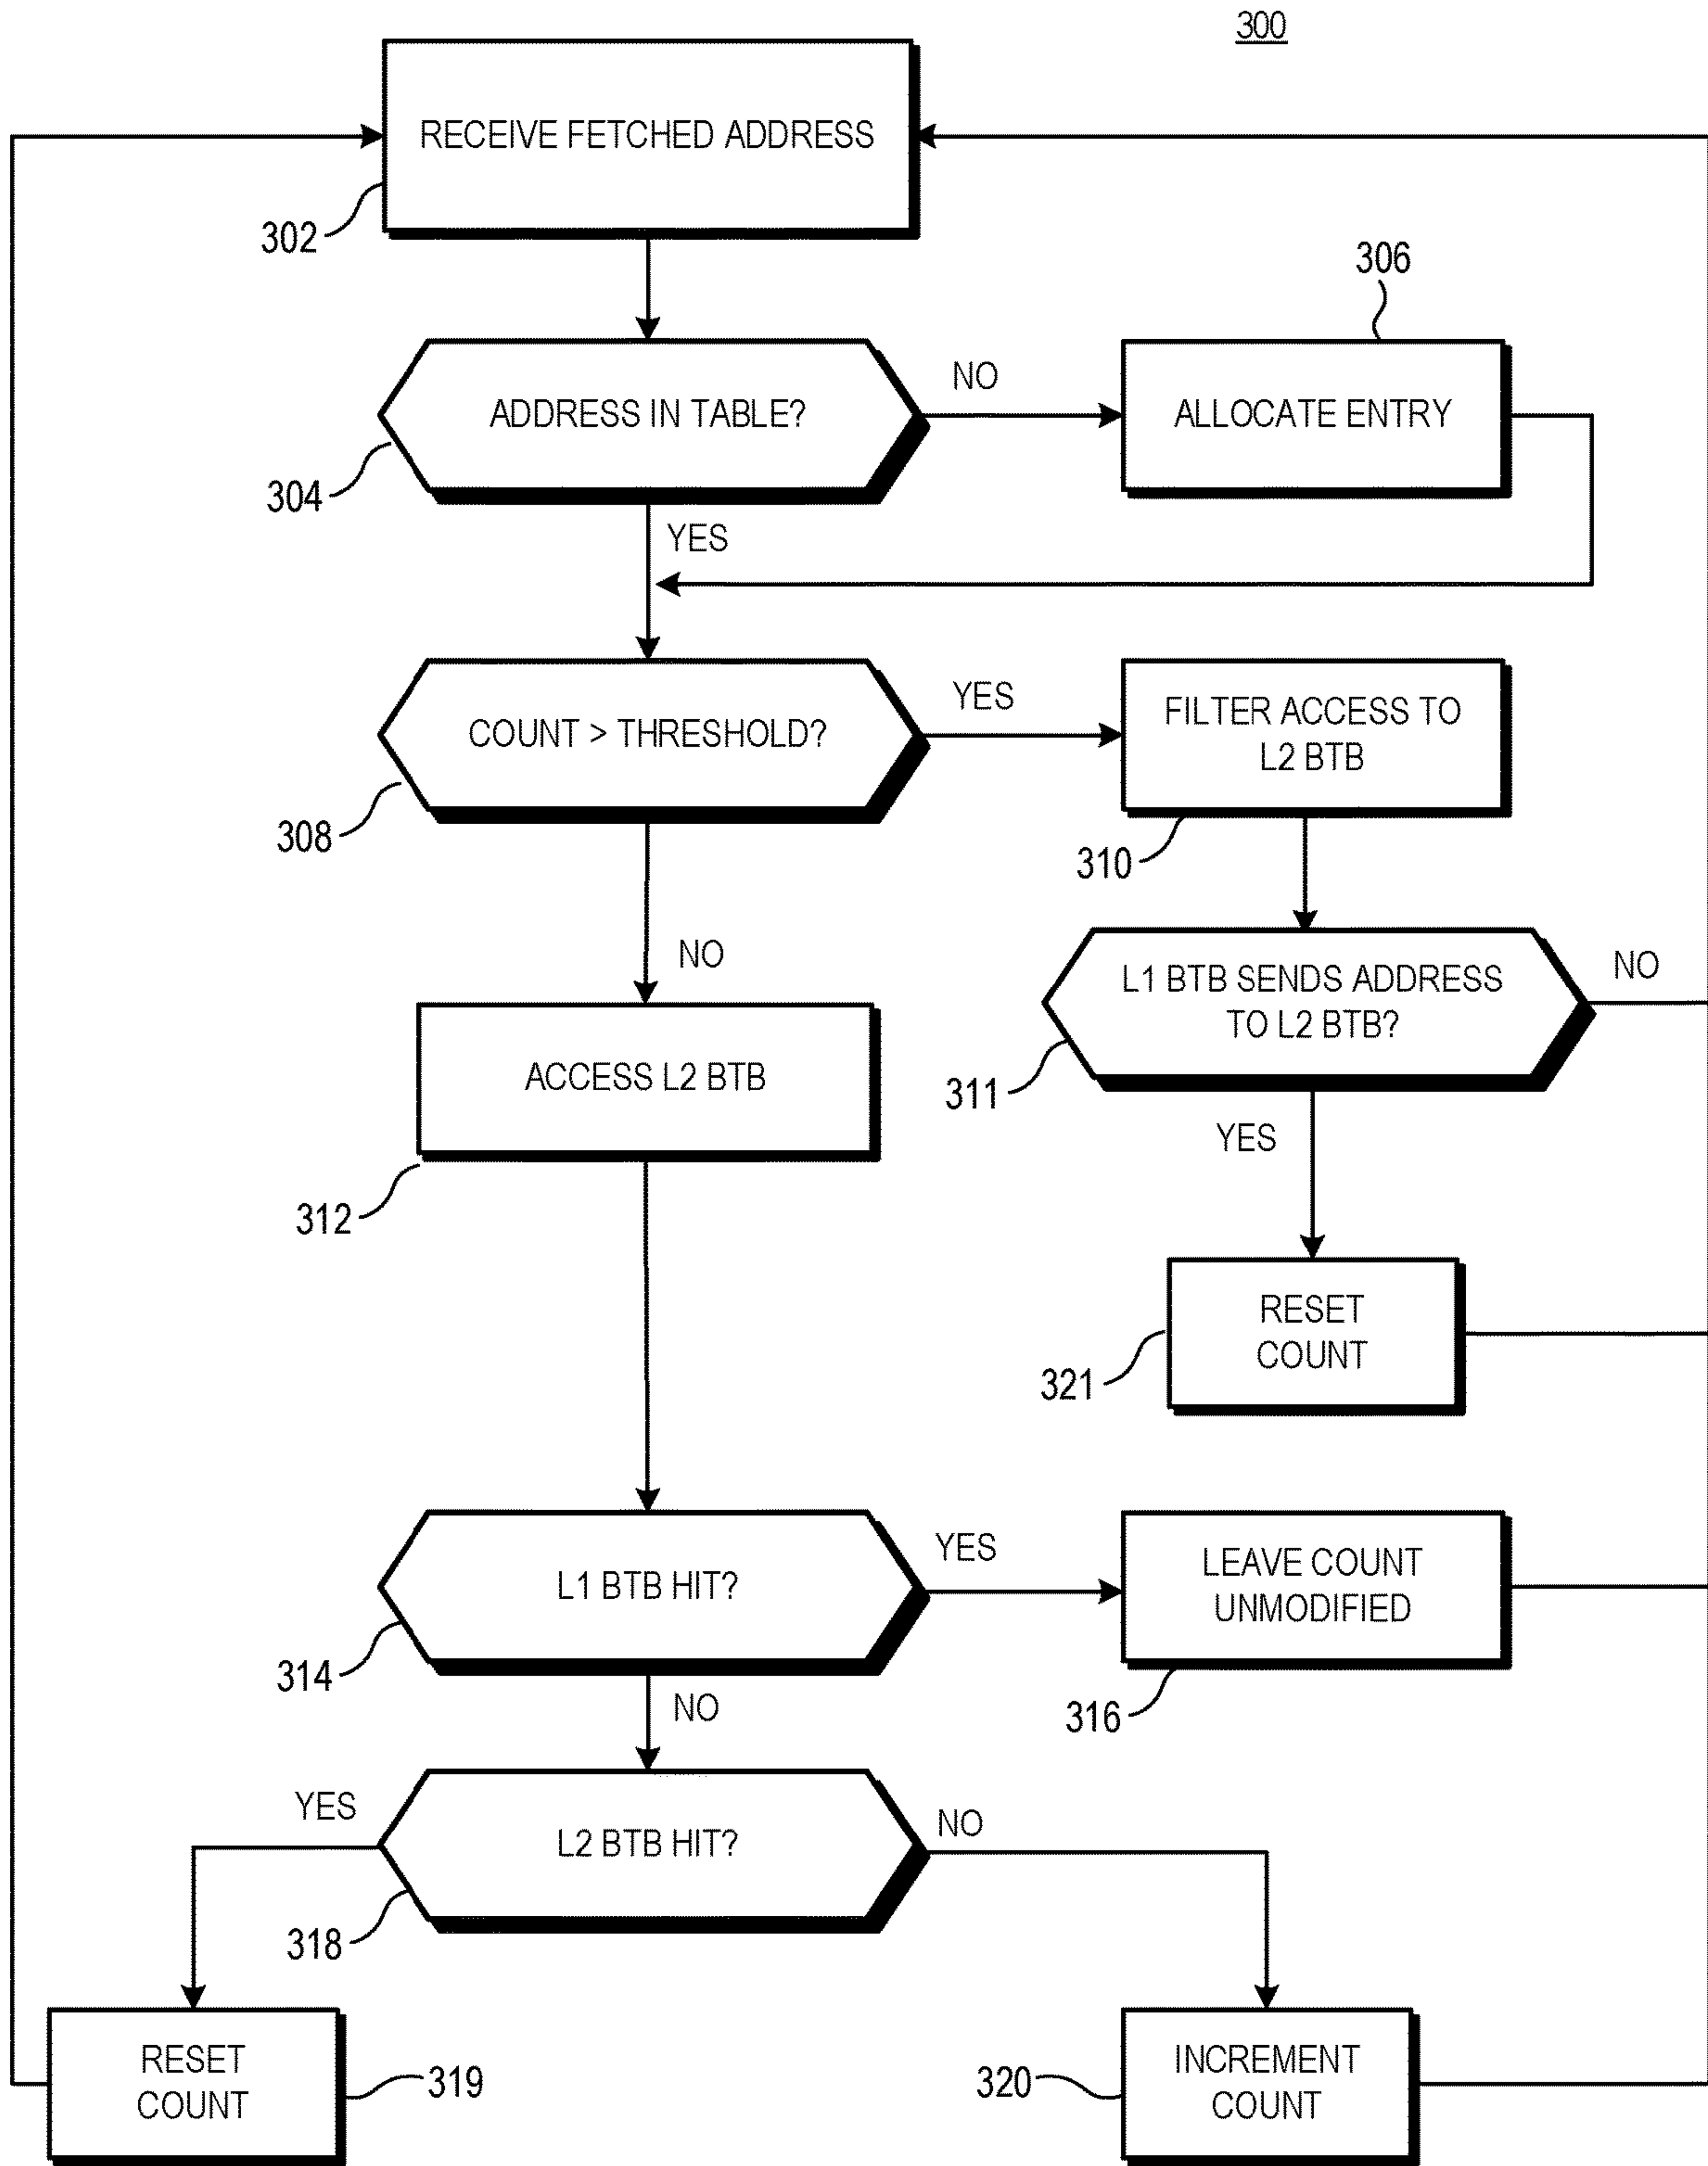 300
RECEIVE FETCHED ADDRESS
302
306
ADDRESS IN TABLE?
NO
ALLOCATE ENTRY
304
YES
COUNT > THRESHOLD?
YES
FILTER ACCESS TO
L2 BTB
308
310
NO
L1 BTB SENDS ADDRESS
TO L2 BTB?
NO
311
ACCESS L2 BTB
YES
312
RESET
COUNT
321
L1 BTB HIT?
YES
LEAVE COUNT
UNMODIFIED
314
316
NO
YES
L2 BTB HIT?
NO
318
RESET
COUNT
319
320
INCREMENT
COUNT